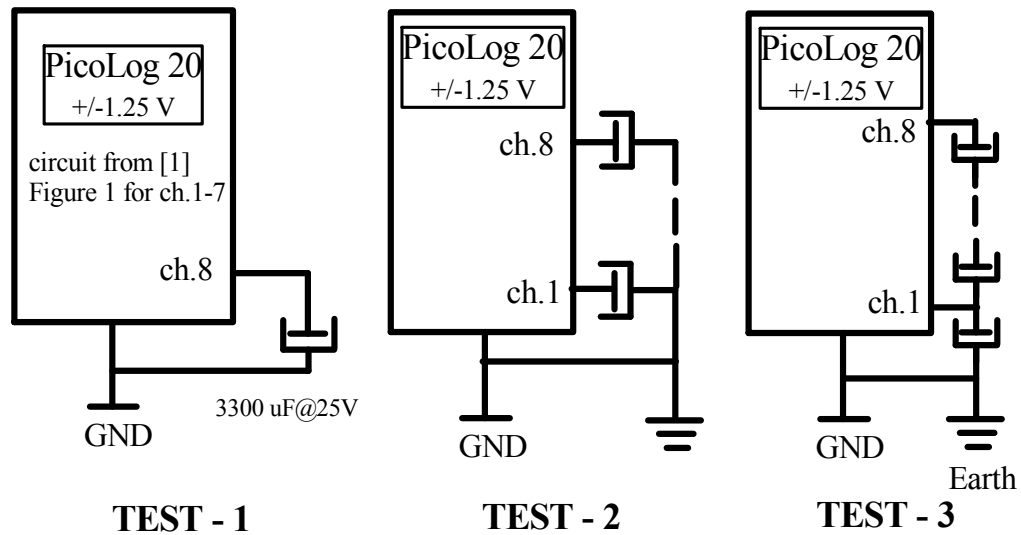 PicoLog 20
+/-1.25 V
circuit from [1]
Figure 1 for ch.1-7
ch.8
3300 uF@25V
GND
TEST - 1
PicoLog 20
+/-1.25 V
ch.8
ch.1
GND
TEST - 2
PicoLog 20
+/-1.25 V
ch.8
ch.1
GND
Earth
TEST - 3